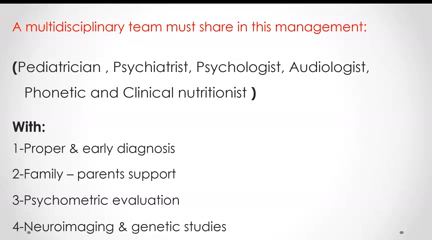 A multidisciplinary team must share in this management:
(Pediatrician , Psychiatrist, Psychologist, Audiologist,
Phonetic and Clinical nutritionist )
With:
1-Proper & early diagnosis
2-Family – parents support
3-Psychometric evaluation
4-Neuroimaging & genetic studies